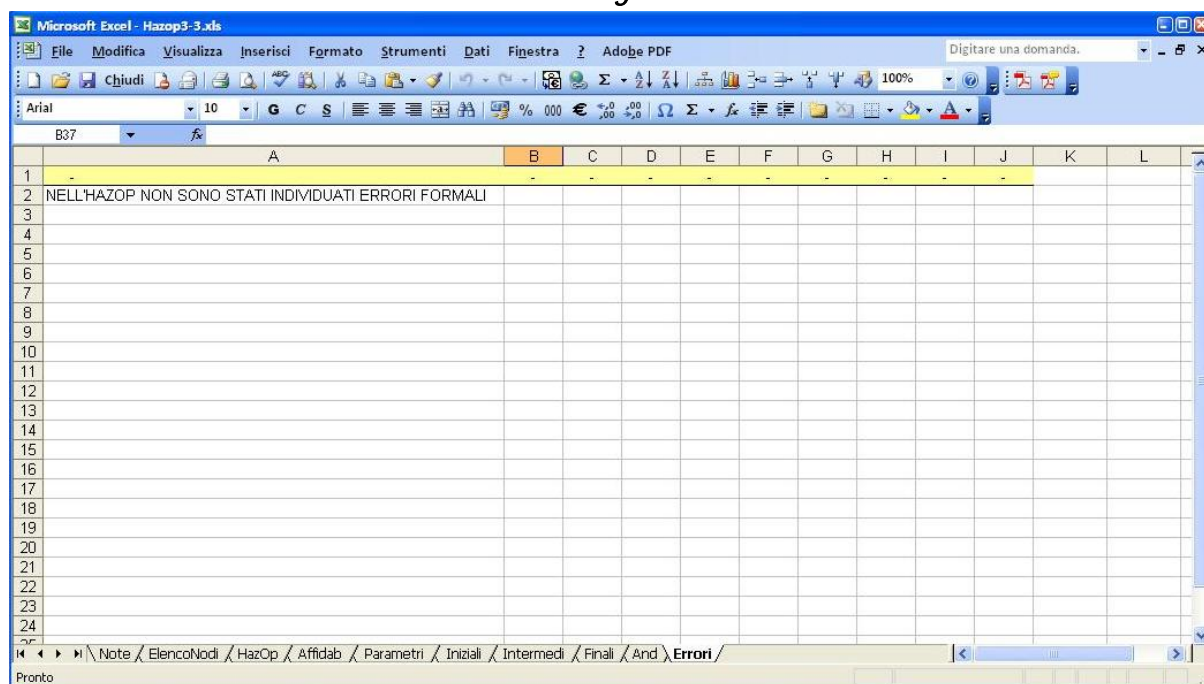 Microsoft Excel - Hazop3-3.xls
File Modifica Visualizza Inserisci Formato Strumenti Dati Finestra ? Adobe PDF Digitare una domanda.
Chiudi 100%
Arial 10 G C S % 000 €
B37 fx
A B C D E F G H I J K L
1 - - - - - - - - - -
2 NELL'HAZOP NON SONO STATI INDIVIDUATI ERRORI FORMALI
3
4
5
6
7
8
9
10
11
12
13
14
15
16
17
18
19
20
21
22
23
24
Note / ElencoNodi / HazOp / Affidab / Parametri / Iniziali / Intermedi / Finali / And \ Errori /
Pronto